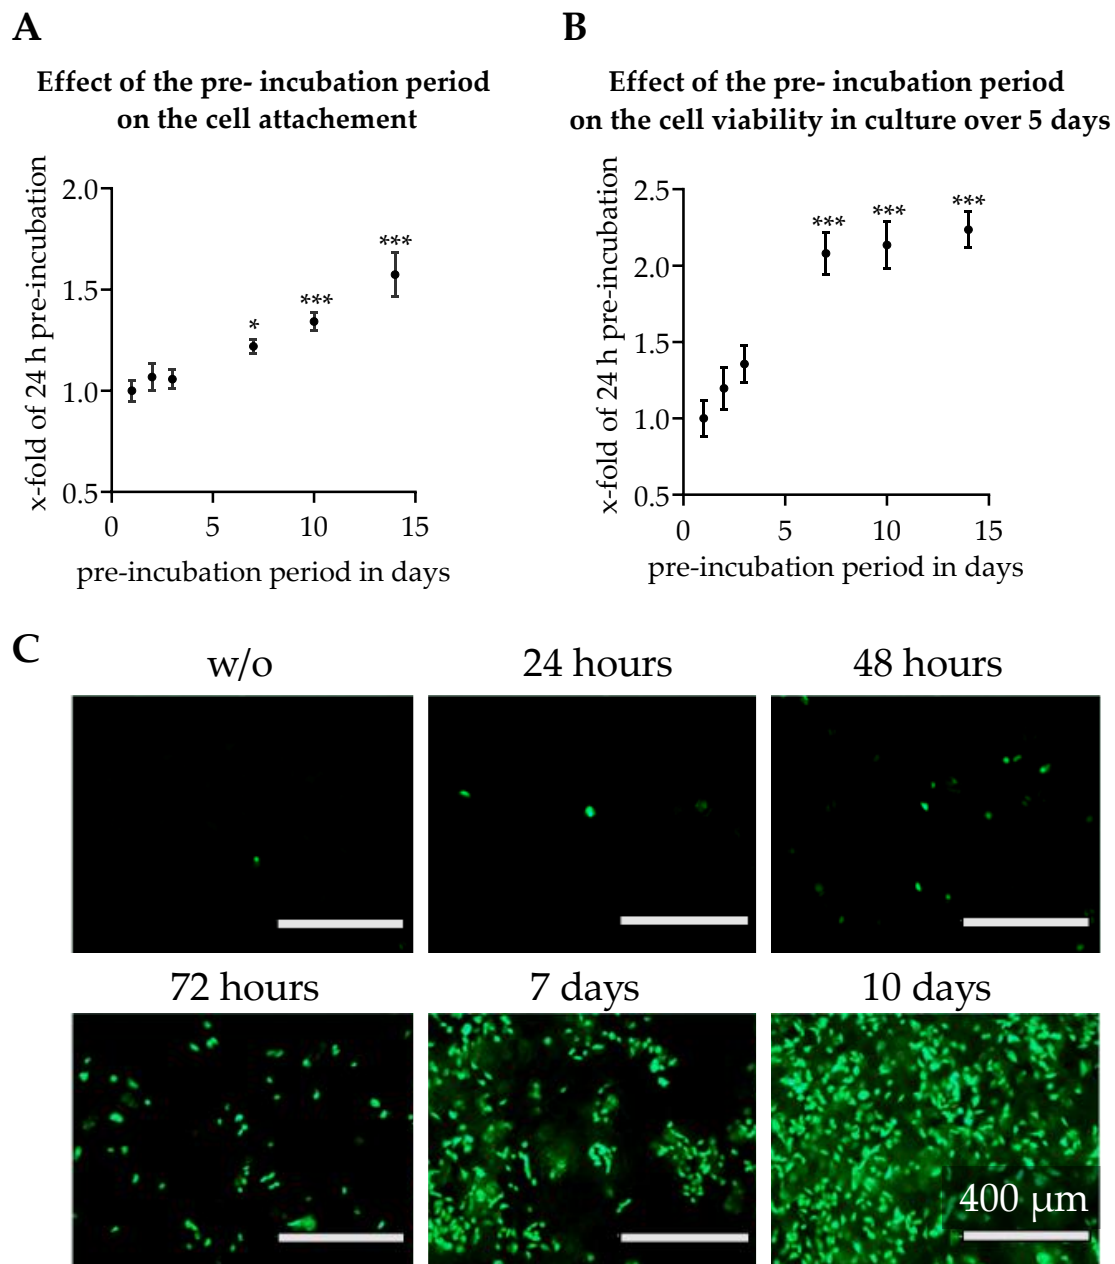 A
Effect of the pre- incubation period
on the cell attachement
x-fold of 24 h pre-incubation
2.0
1.5
1.0
0.5
*
***
***
0
5
10
15
pre-incubation period in days
B
Effect of the pre- incubation period
on the cell viability in culture over 5 days
x-fold of 24 h pre-incubation
2.5
2.0
1.5
1.0
0.5
***
***
***
0
5
10
15
pre-incubation period in days
C
w/o
24 hours
48 hours
72 hours
7 days
10 days
400 µm